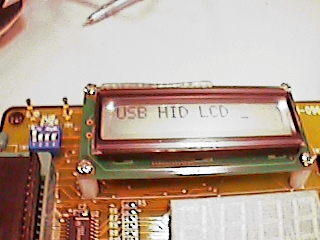 USB HID LCD _